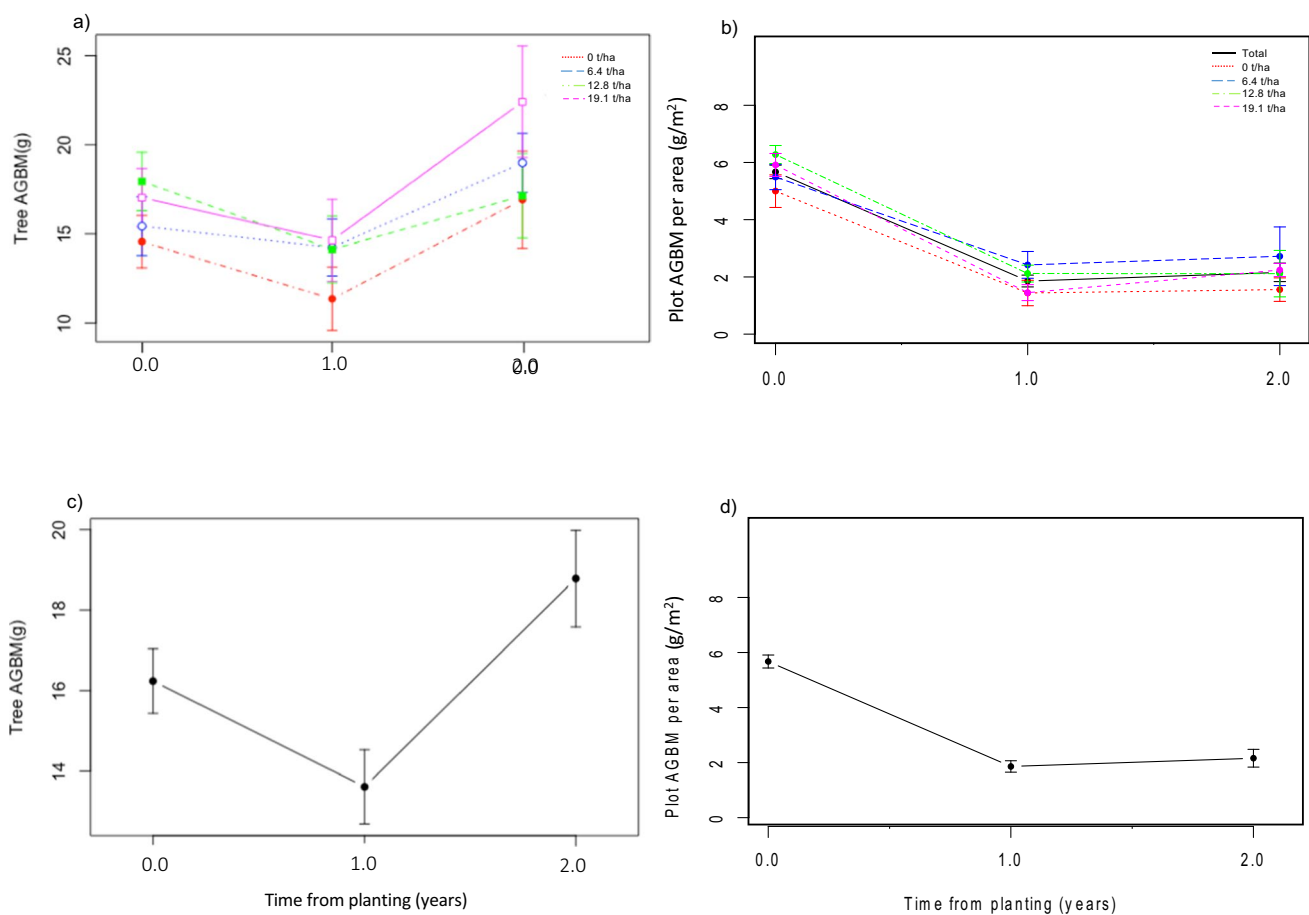 a)
Tree AGBM(g)
25
20
15
10
0 t/ha
6.4 t/ha
12.8 t/ha
19.1 t/ha
0.0
1.0
2.0
0.0
b)
Plot AGBM per area (g/m²)
8
6
4
2
0
Total
0 t/ha
6.4 t/ha
12.8 t/ha
19.1 t/ha
0.0
1.0
2.0
c)
Tree AGBM(g)
20
18
16
14
0.0
1.0
2.0
Time from planting (years)
d)
Plot AGBM per area (g/m²)
8
6
4
2
0
0.0
1.0
2.0
Time from planting (years)